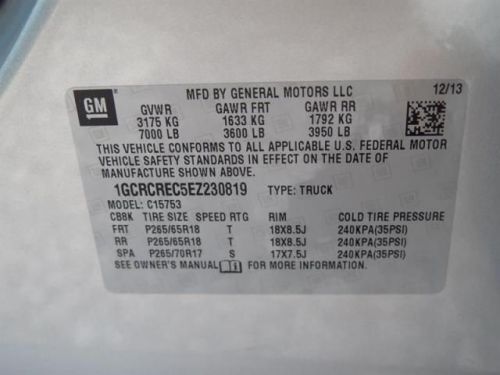 GM
MFD BY GENERAL MOTORS LLC 12/13
GVWR GAWR FRT GAWR RR
3175 KG 1633 KG 1792 KG
7000 LB 3600 LB 3950 LB
THIS VEHICLE CONFORMS TO ALL APPLICABLE U.S. FEDERAL MOTOR
VEHICLE SAFETY STANDARDS IN EFFECT ON THE DATE OF
MANUFACTURE SHOWN ABOVE.
1GCRCREC5EZ230819 TYPE: TRUCK
MODEL: C15753
CB8K TIRE SIZE SPEED RTG RIM COLD TIRE PRESSURE
FRT P265/65R18 T 18X8.5J 240KPA(35PSI)
RR P265/65R18 T 18X8.5J 240KPA(35PSI)
SPA P265/70R17 S 17X7.5J 240KPA(35PSI)
SEE OWNER'S MANUAL FOR MORE INFORMATION.